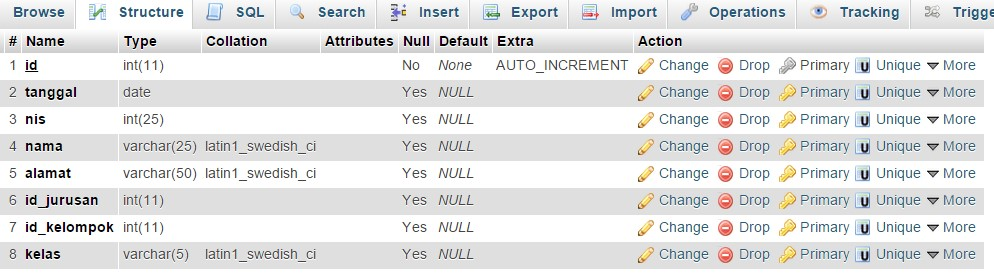 Browse Structure SQL Search Insert Export Import Operations Tracking Trigge
# Name Type Collation Attributes Null Default Extra Action
1 id int(11) No None AUTO_INCREMENT Change Drop Primary U Unique More
2 tanggal date Yes NULL Change Drop Primary U Unique More
3 nis int(25) Yes NULL Change Drop Primary U Unique More
4 nama varchar(25) latin1_swedish_ci Yes NULL Change Drop Primary U Unique More
5 alamat varchar(50) latin1_swedish_ci Yes NULL Change Drop Primary U Unique More
6 id_jurusan int(11) Yes NULL Change Drop Primary U Unique More
7 id_kelompok int(11) Yes NULL Change Drop Primary U Unique More
8 kelas varchar(5) latin1_swedish_ci Yes NULL Change Drop Primary U Unique More